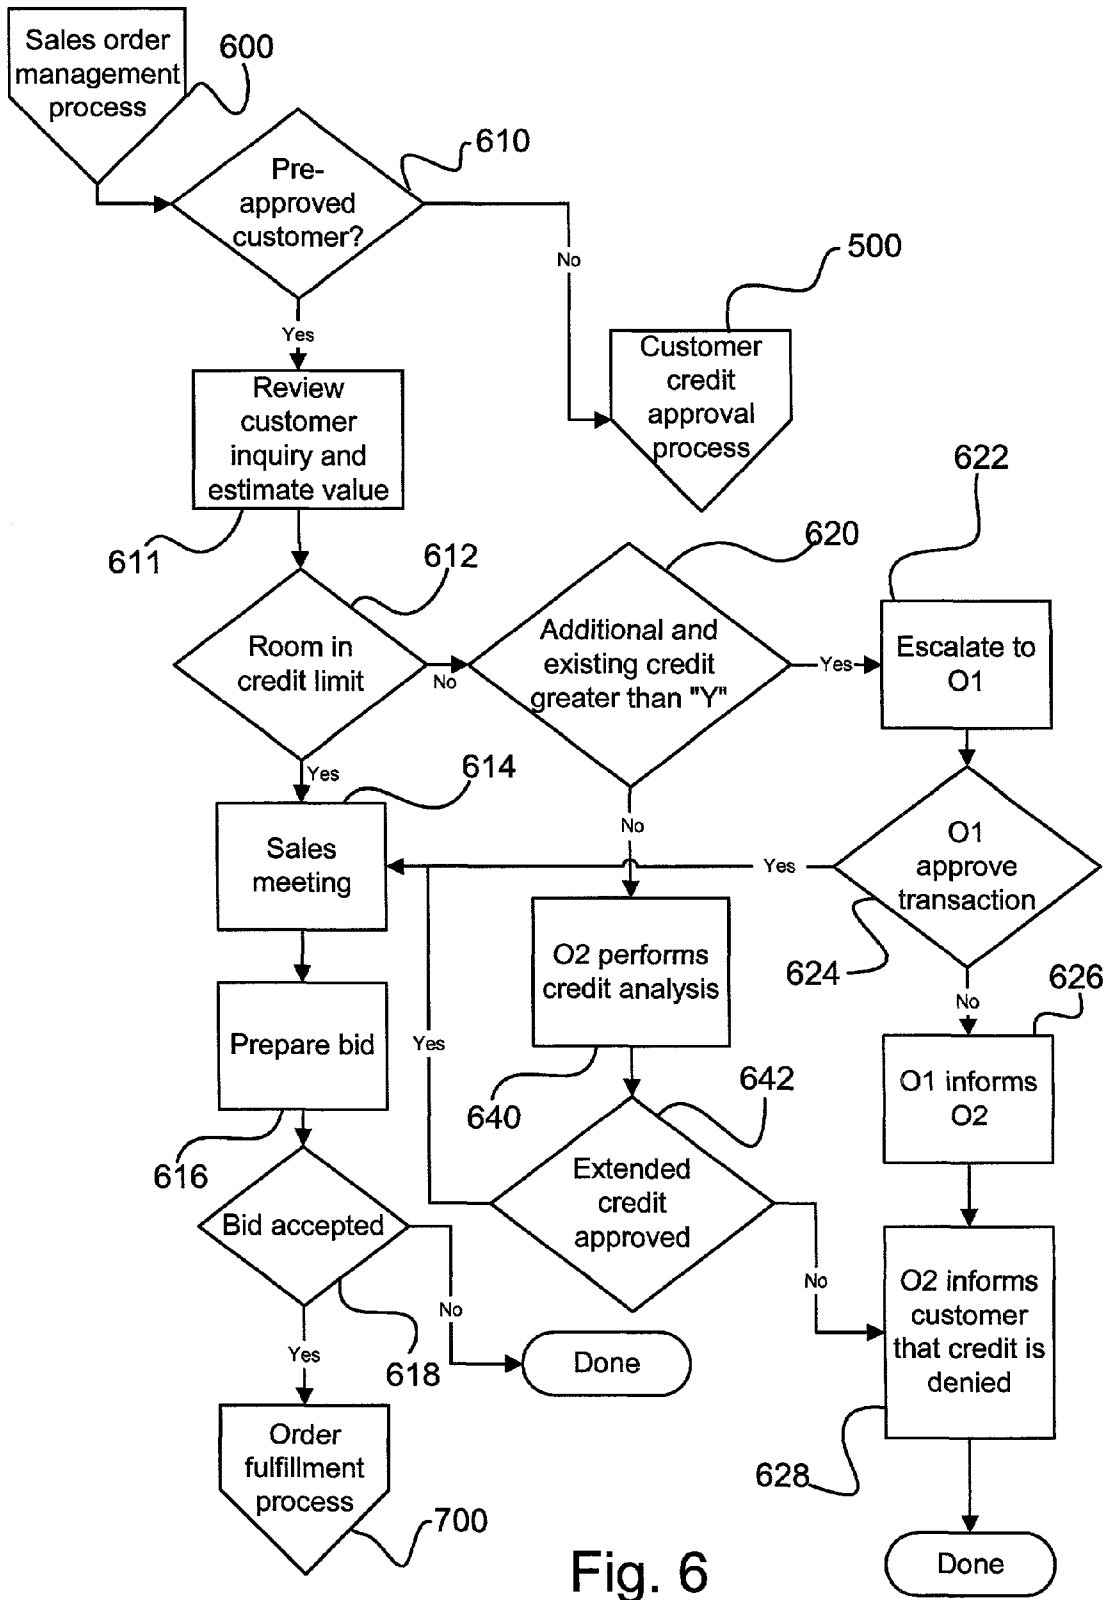 Sales order
management
process
600
Pre-
approved
customer?
610
No
500
Yes
Customer
credit
approval
process
Review
customer
inquiry and
estimate value
611
612
620
622
Room in
credit limit
No
Additional and
existing credit
greater than "Y"
Yes
Escalate to
O1
Yes
614
No
Sales
meeting
Yes
O1
approve
transaction
624
O2 performs
credit analysis
No
626
Prepare bid
Yes
640
642
O1 informs
O2
616
Bid accepted
Extended
credit
approved
No
No
O2 informs
customer
that credit is
denied
Yes
618
Done
Order
fulfillment
process
628
700
Fig. 6
Done